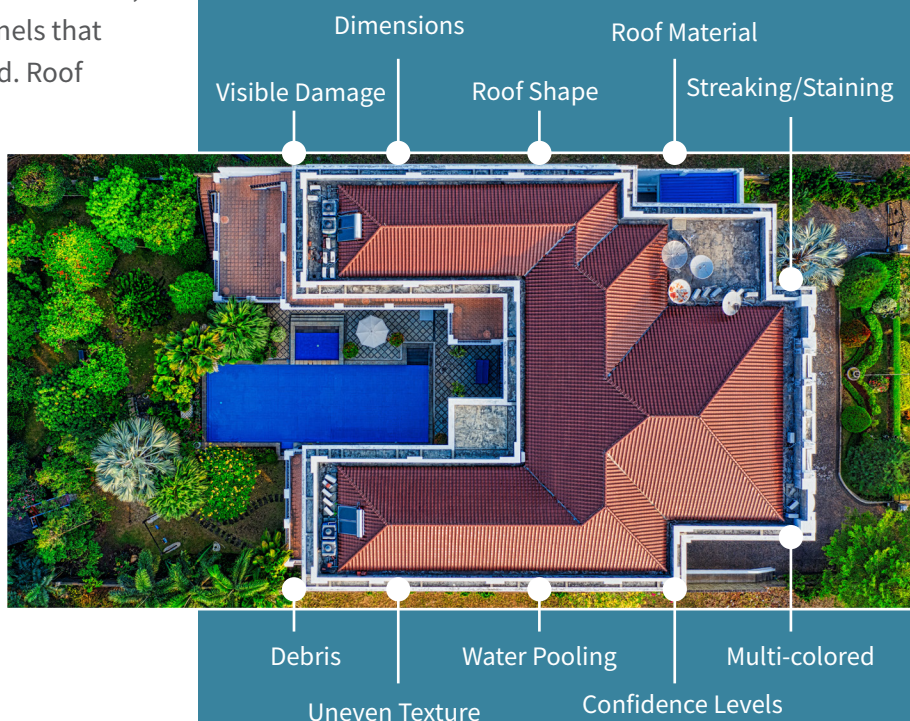 nels that
d. Roof
Dimensions
Roof Material
Visible Damage
Roof Shape
Streaking/Staining
Debris
Water Pooling
Multi-colored
Uneven Texture
Confidence Levels